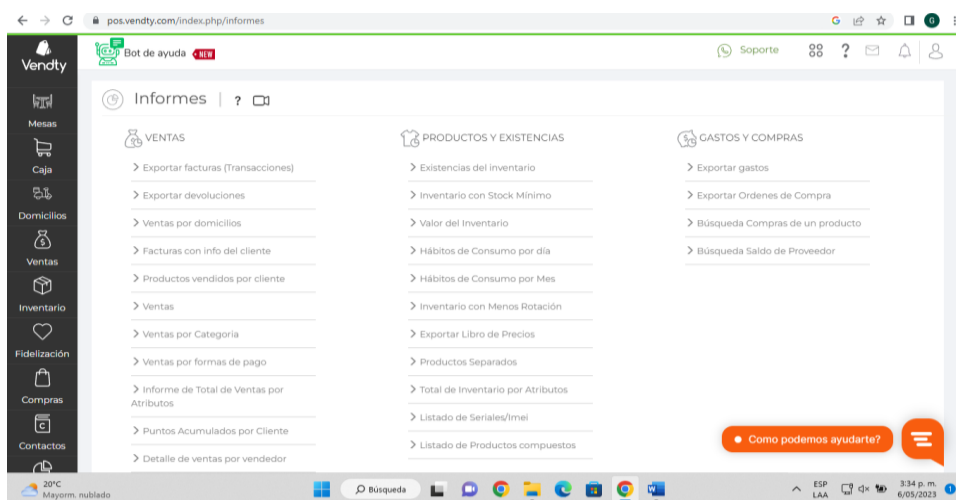 pos.vendty.com/index.php/informes
G
Vendty
Bot de ayuda NEW
Soporte
?
Informes | ?
Mesas
Caja
Domicilios
Ventas
Inventario
Fidelización
Compras
Contactos
VENTAS
Exportar facturas (Transacciones)
Exportar devoluciones
Ventas por domicilios
Facturas con info del cliente
Productos vendidos por cliente
Ventas
Ventas por Categoria
Ventas por formas de pago
Informe de Total de Ventas por
Atributos
Puntos Acumulados por Cliente
Detalle de ventas por vendedor
PRODUCTOS Y EXISTENCIAS
Existencias del inventario
Inventario con Stock Mínimo
Valor del Inventario
Hábitos de Consumo por día
Hábitos de Consumo por Mes
Inventario con Menos Rotación
Exportar Libro de Precios
Productos Separados
Total de Inventario por Atributos
Listado de Seriales/Imei
Listado de Productos compuestos
GASTOS Y COMPRAS
Exportar gastos
Exportar Ordenes de Compra
Búsqueda Compras de un producto
Búsqueda Saldo de Proveedor
Como podemos ayudarte?
20°C
Mayorm. nublado
Búsqueda
ESP
LAA
3:34 p. m.
6/05/2023
1